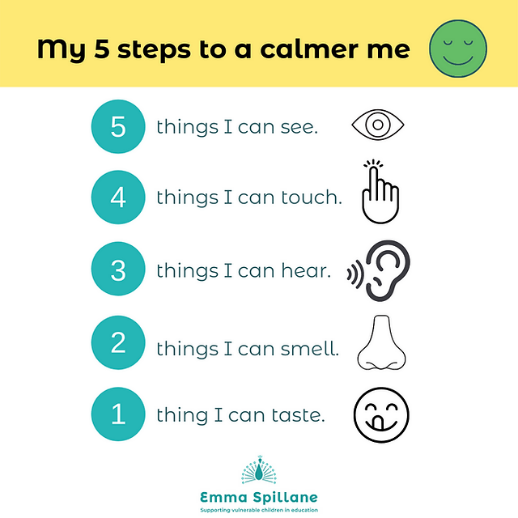 My 5 steps to a calmer me
5 things I can see.
4 things I can touch.
3 things I can hear.
2 things I can smell.
1 thing I can taste.
Emma Spillane
Supporting vulnerable children in education